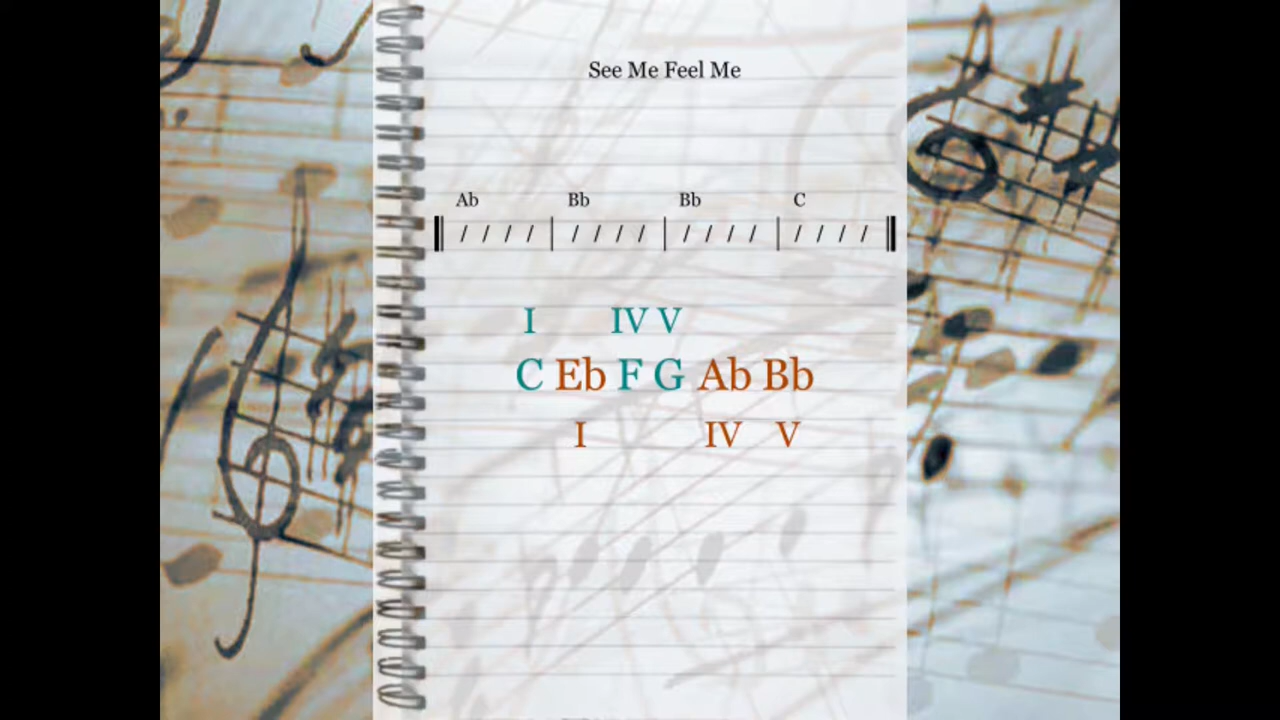 See Me Feel Me
Ab Bb Bb C
/ / / / / / / / / / / / / / / /
I IV V
C Eb F G Ab Bb
I IV V